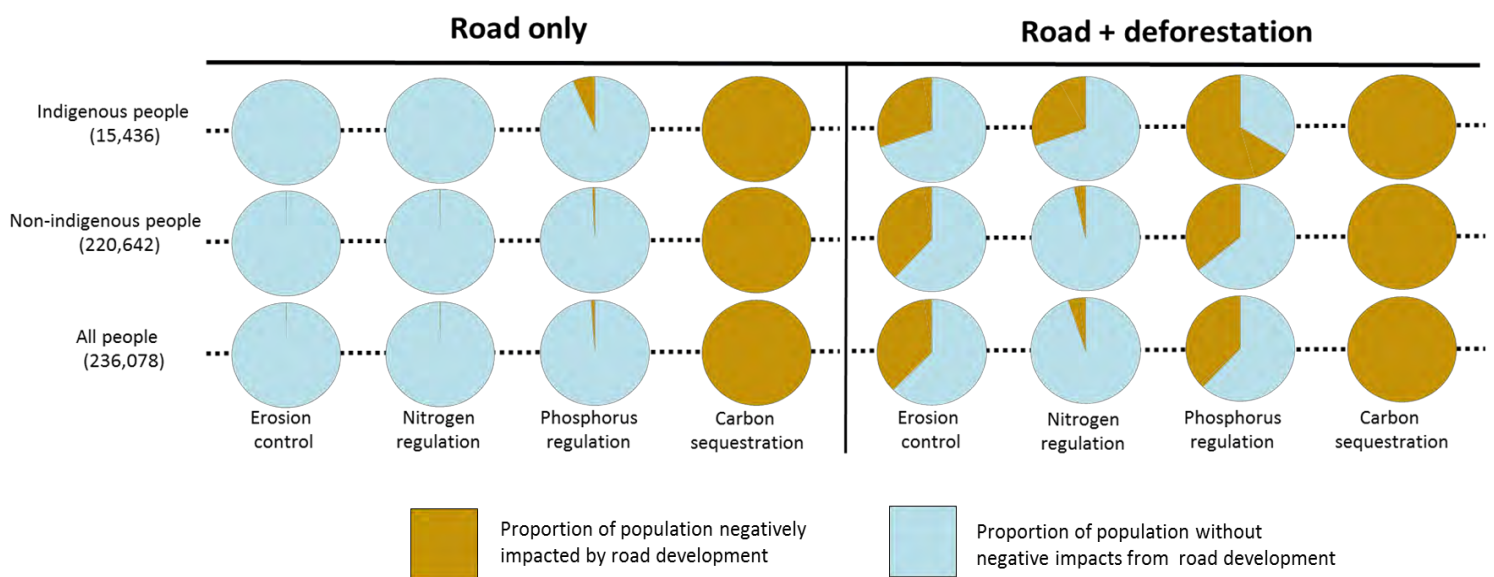 Road only
Road + deforestation
Indigenous people
(15,436)
Non-indigenous people
(220,642)
All people
(236,078)
Erosion
control
Nitrogen
regulation
Phosphorus
regulation
Carbon
sequestration
Erosion
control
Nitrogen
regulation
Phosphorus
regulation
Carbon
sequestration
Proportion of population negatively
impacted by road development
Proportion of population without
negative impacts from road development